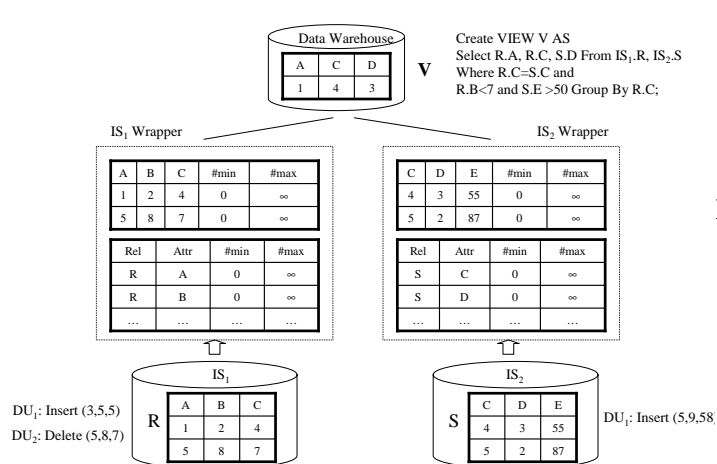 Data Warehouse
A C D
1 4 3
V
Create VIEW V AS
Select R.A, R.C, S.D From IS₁.R, IS₂.S
Where R.C=S.C and
R.B<7 and S.E >50 Group By R.C;
IS₁ Wrapper
A B C #min #max
1 2 4 0 ∞
5 8 7 0 ∞
Rel Attr #min #max
R A 0 ∞
R B 0 ∞
… … … …
IS₂ Wrapper
C D E #min #max
4 3 55 0 ∞
5 2 87 0 ∞
Rel Attr #min #max
S C 0 ∞
S D 0 ∞
… … … …
DU₁: Insert (3,5,5)
DU₂: Delete (5,8,7)
IS₁
R
A B C
1 2 4
5 8 7
IS₂
S
C D E
4 3 55
5 2 87
DU₁: Insert (5,9,58)